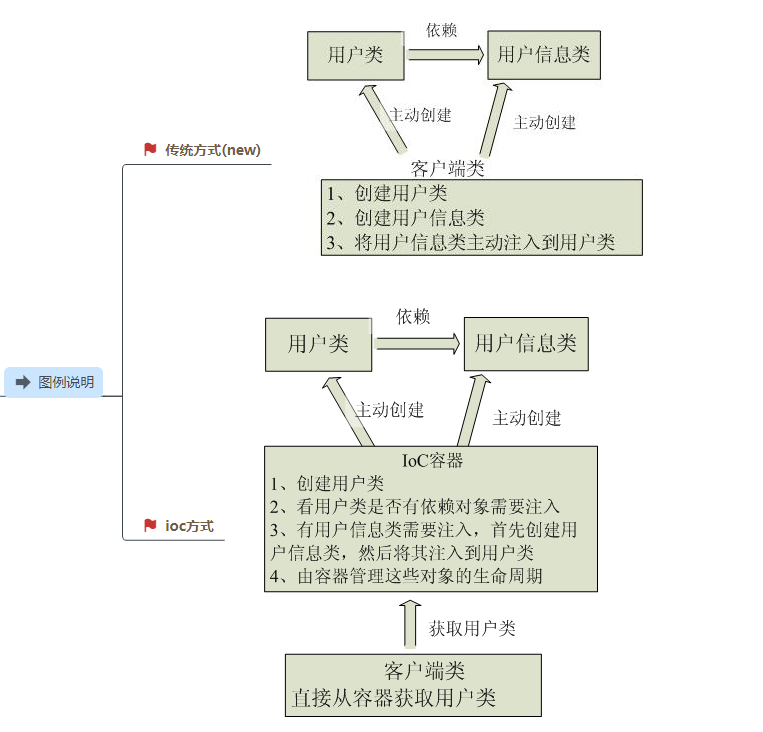 图例说明
传统方式(new)
用户类
依赖
用户信息类
主动创建
主动创建
客户端类
1、创建用户类
2、创建用户信息类
3、将用户信息类主动注入到用户类
ioc方式
用户类
依赖
用户信息类
主动创建
主动创建
IoC容器
1、创建用户类
2、看用户类是否有依赖对象需要注入
3、有用户信息类需要注入，首先创建用
户信息类，然后将其注入到用户类
4、由容器管理这些对象的生命周期
获取用户类
客户端类
直接从容器获取用户类